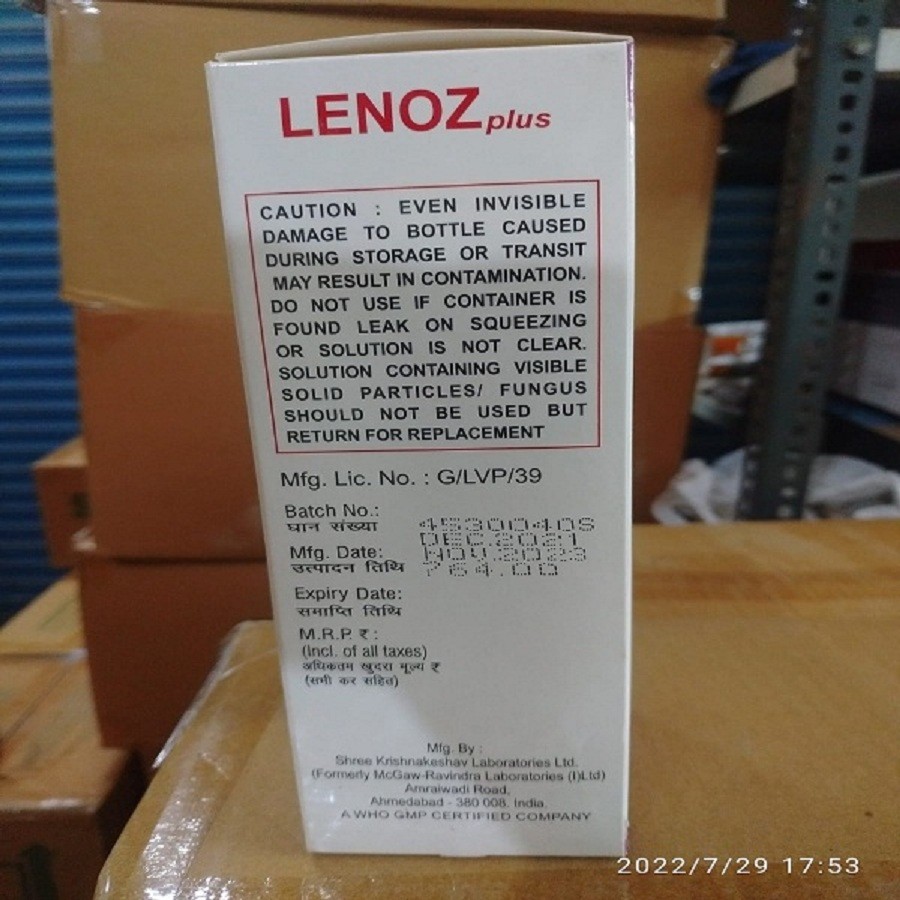 LENOZ plus
CAUTION : EVEN INVISIBLE
DAMAGE TO BOTTLE CAUSED
DURING STORAGE OR TRANSIT
MAY RESULT IN CONTAMINATION.
DO NOT USE IF CONTAINER IS
FOUND LEAK ON SQUEEZING
OR SOLUTION IS NOT CLEAR.
SOLUTION CONTAINING VISIBLE
SOLID PARTICLES/ FUNGUS
SHOULD NOT BE USED BUT
RETURN FOR REPLACEMENT
Mfg. Lic. No. : G/LVP/39
Batch No.:
घान संख्या
4530040S
DEC.2021
Mfg. Date:
NOV.2023
उत्पादन तिथि
764.00
Expiry Date:
समाप्ति तिथि
M.R.P. ₹ :
(Incl. of all taxes)
अधिकतम खुदरा मूल्य ₹
(सभी कर सहित)
Mfg. By :
Shree Krishnakeshav Laboratories Ltd.
(Formerly McGaw-Ravindra Laboratories (I)Ltd)
Amraiwadi Road,
Ahmedabad - 380 008. India.
A WHO GMP CERTIFIED COMPANY
2022/7/29 17:53